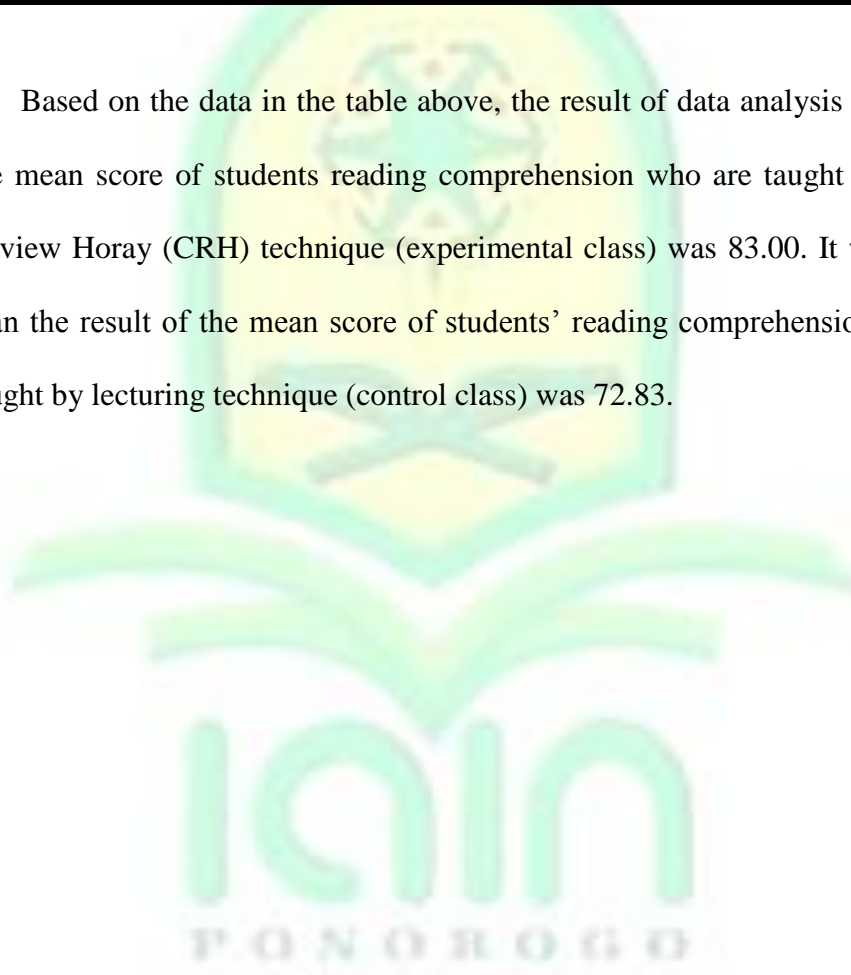 Based on the data in the table above, the result of data analysis
mean score of students reading comprehension who are taught
view Horay (CRH) technique (experimental class) was 83.00. It
an the result of the mean score of students’ reading comprehensio
ught by lecturing technique (control class) was 72.83.
iain
PONOROGO